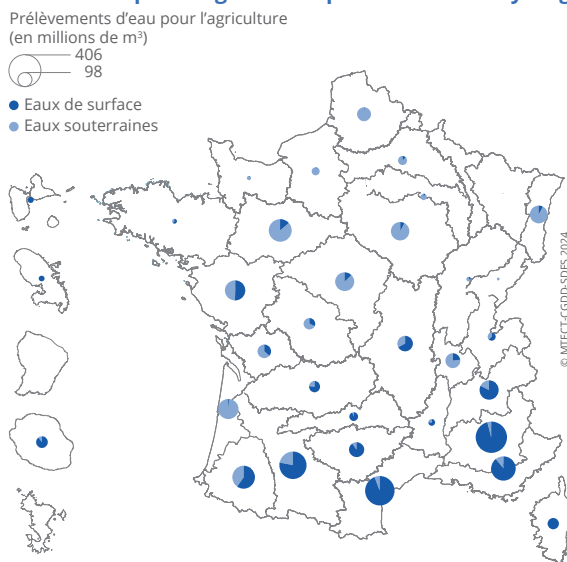 Prélèvements d'eau pour l'agriculture
(en millions de m³)
406
98
Eaux de surface
Eaux souterraines
© MTECT-CGDD-SDES 2024